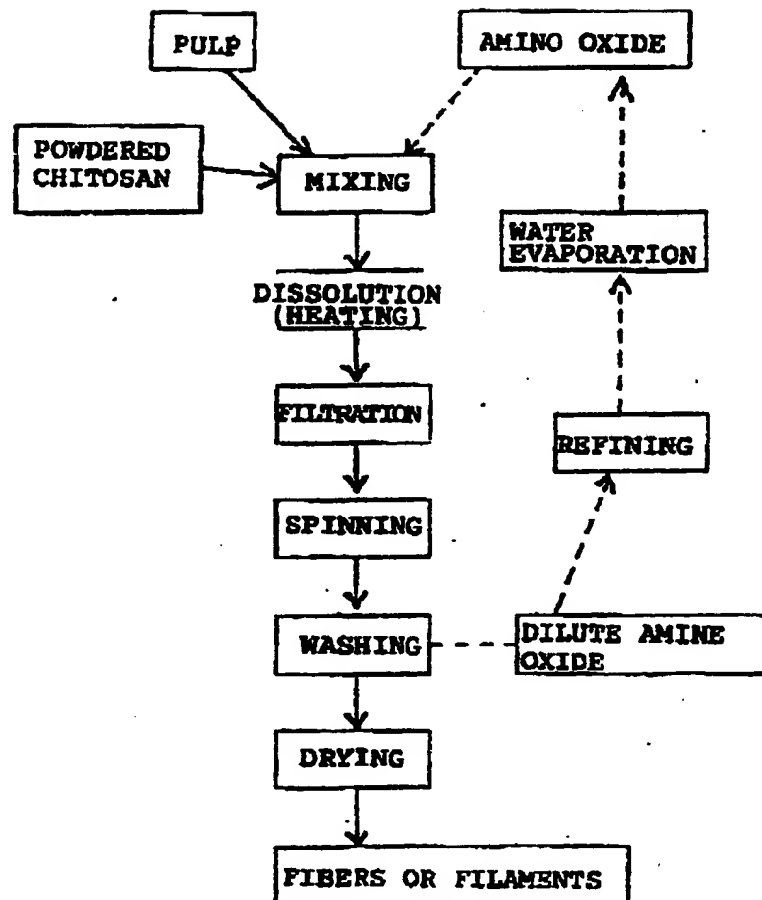 PULP
AMINO OXIDE
POWDERED
CHITOSAN
MIXING
WATER
EVAPORATION
DISSOLUTION
(HEATING)
FILTRATION
REFINING
SPINNING
WASHING
DILUTE AMINE
OXIDE
DRYING
FIBERS OR FILAMENTS